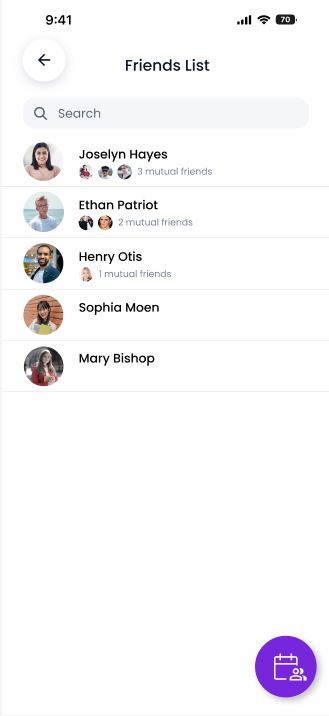 9:41
70
Friends List
Search
Joselyn Hayes
3 mutual friends
Ethan Patriot
2 mutual friends
Henry Otis
1 mutual friends
Sophia Moen
Mary Bishop